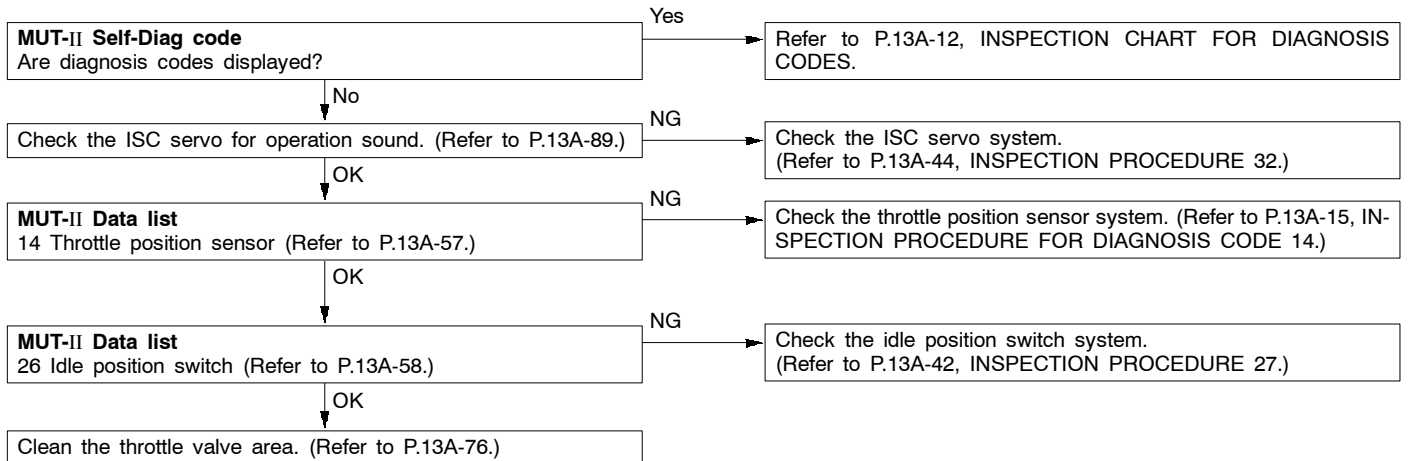 MUT-II Self-Diag code
Are diagnosis codes displayed?
Yes
Refer to P.13A-12, INSPECTION CHART FOR DIAGNOSIS
CODES.
No
Check the ISC servo for operation sound. (Refer to P.13A-89.)
NG
Check the ISC servo system.
(Refer to P.13A-44, INSPECTION PROCEDURE 32.)
OK
MUT-II Data list
14 Throttle position sensor (Refer to P.13A-57.)
NG
Check the throttle position sensor system. (Refer to P.13A-15, IN-
SPECTION PROCEDURE FOR DIAGNOSIS CODE 14.)
OK
MUT-II Data list
26 Idle position switch (Refer to P.13A-58.)
NG
Check the idle position switch system.
(Refer to P.13A-42, INSPECTION PROCEDURE 27.)
OK
Clean the throttle valve area. (Refer to P.13A-76.)